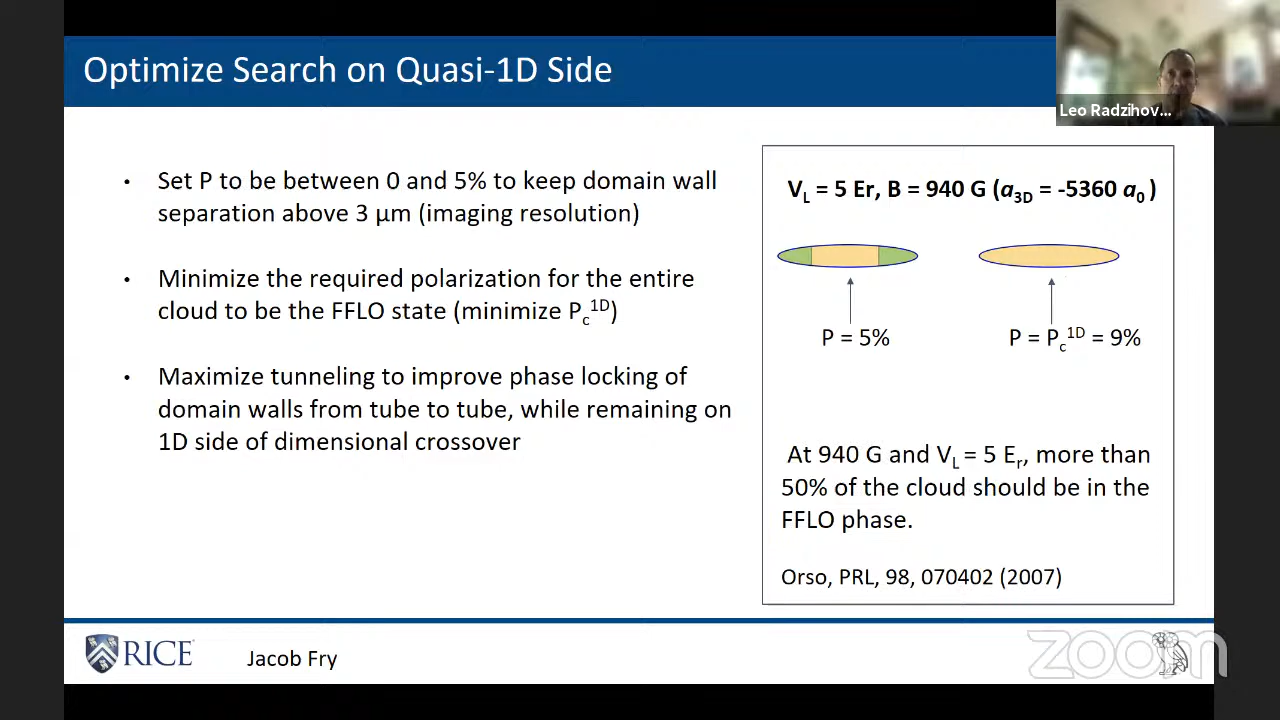 Optimize Search on Quasi-1D Side
Leo Radzihov...
• Set P to be between 0 and 5% to keep domain wall
separation above 3 μm (imaging resolution)
• Minimize the required polarization for the entire
cloud to be the FFLO state (minimize Pc1D)
• Maximize tunneling to improve phase locking of
domain walls from tube to tube, while remaining on
1D side of dimensional crossover
VL = 5 Er, B = 940 G (a3D = -5360 a0 )
P = 5%
P = Pc1D = 9%
At 940 G and VL = 5 Er, more than
50% of the cloud should be in the
FFLO phase.
Orso, PRL, 98, 070402 (2007)
RICE
Jacob Fry
zoom